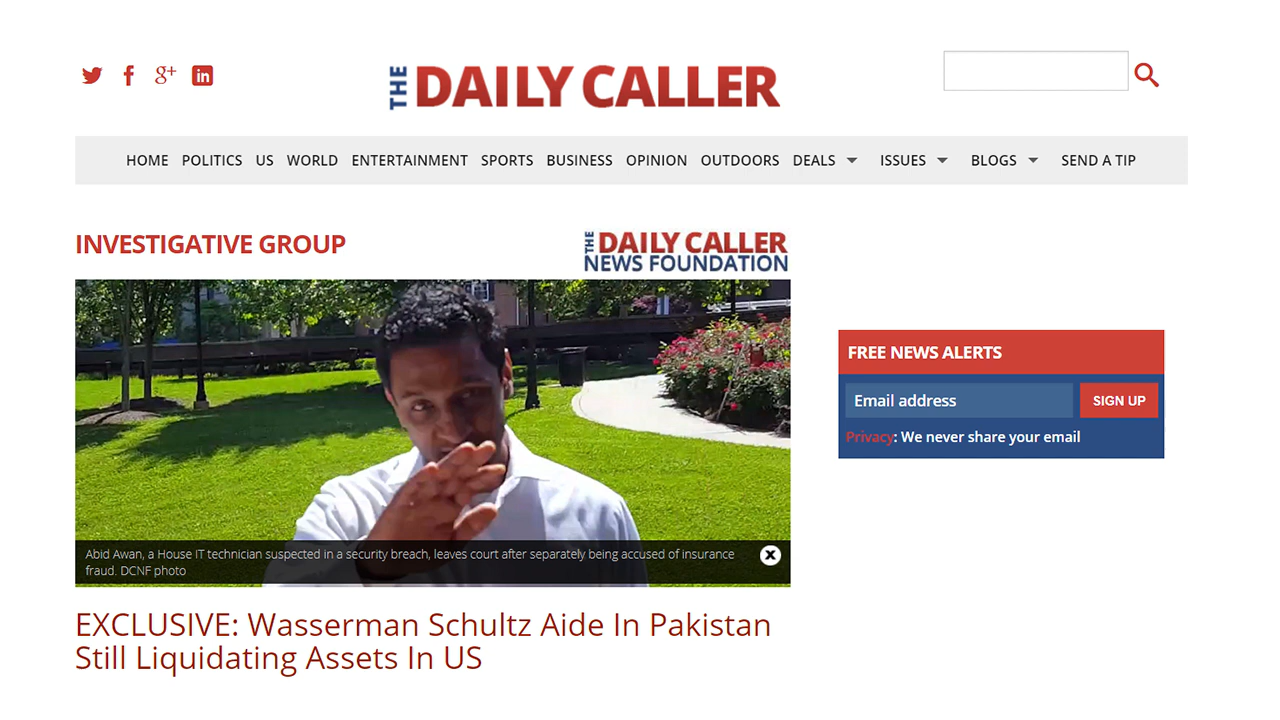 THE DAILY CALLER
HOME POLITICS US WORLD ENTERTAINMENT SPORTS BUSINESS OPINION OUTDOORS DEALS ISSUES BLOGS SEND A TIP
INVESTIGATIVE GROUP
THE DAILY CALLER
NEWS FOUNDATION
Abid Awan, a House IT technician suspected in a security breach, leaves court after separately being accused of insurance
fraud. DCNF photo
EXCLUSIVE: Wasserman Schultz Aide In Pakistan
Still Liquidating Assets In US
FREE NEWS ALERTS
Email address SIGN UP
Privacy: We never share your email